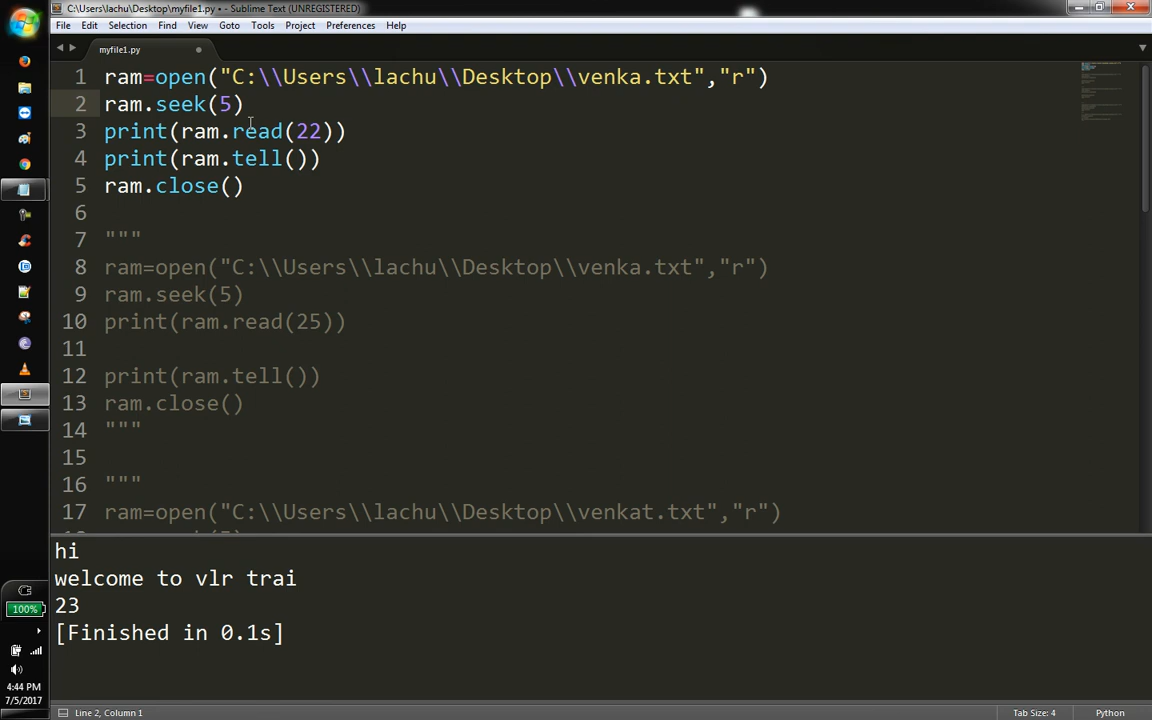 C:\Users\lachu\Desktop\myfile1.py • - Sublime Text (UNREGISTERED)
File Edit Selection Find View Goto Tools Project Preferences Help
myfile1.py
1 ram=open("C:\\Users\\lachu\\Desktop\\venka.txt","r")
2 ram.seek(5)
3 print(ram.read(22))
4 print(ram.tell())
5 ram.close()
6
7 """
8 ram=open("C:\\Users\\lachu\\Desktop\\venka.txt","r")
9 ram.seek(5)
10 print(ram.read(25))
11
12 print(ram.tell())
13 ram.close()
14 """
15
16 """
17 ram=open("C:\\Users\\lachu\\Desktop\\venkat.txt","r")
hi
welcome to vlr trai
23
[Finished in 0.1s]
100%
4:44 PM
7/5/2017
Line 2, Column 1
Tab Size: 4
Python